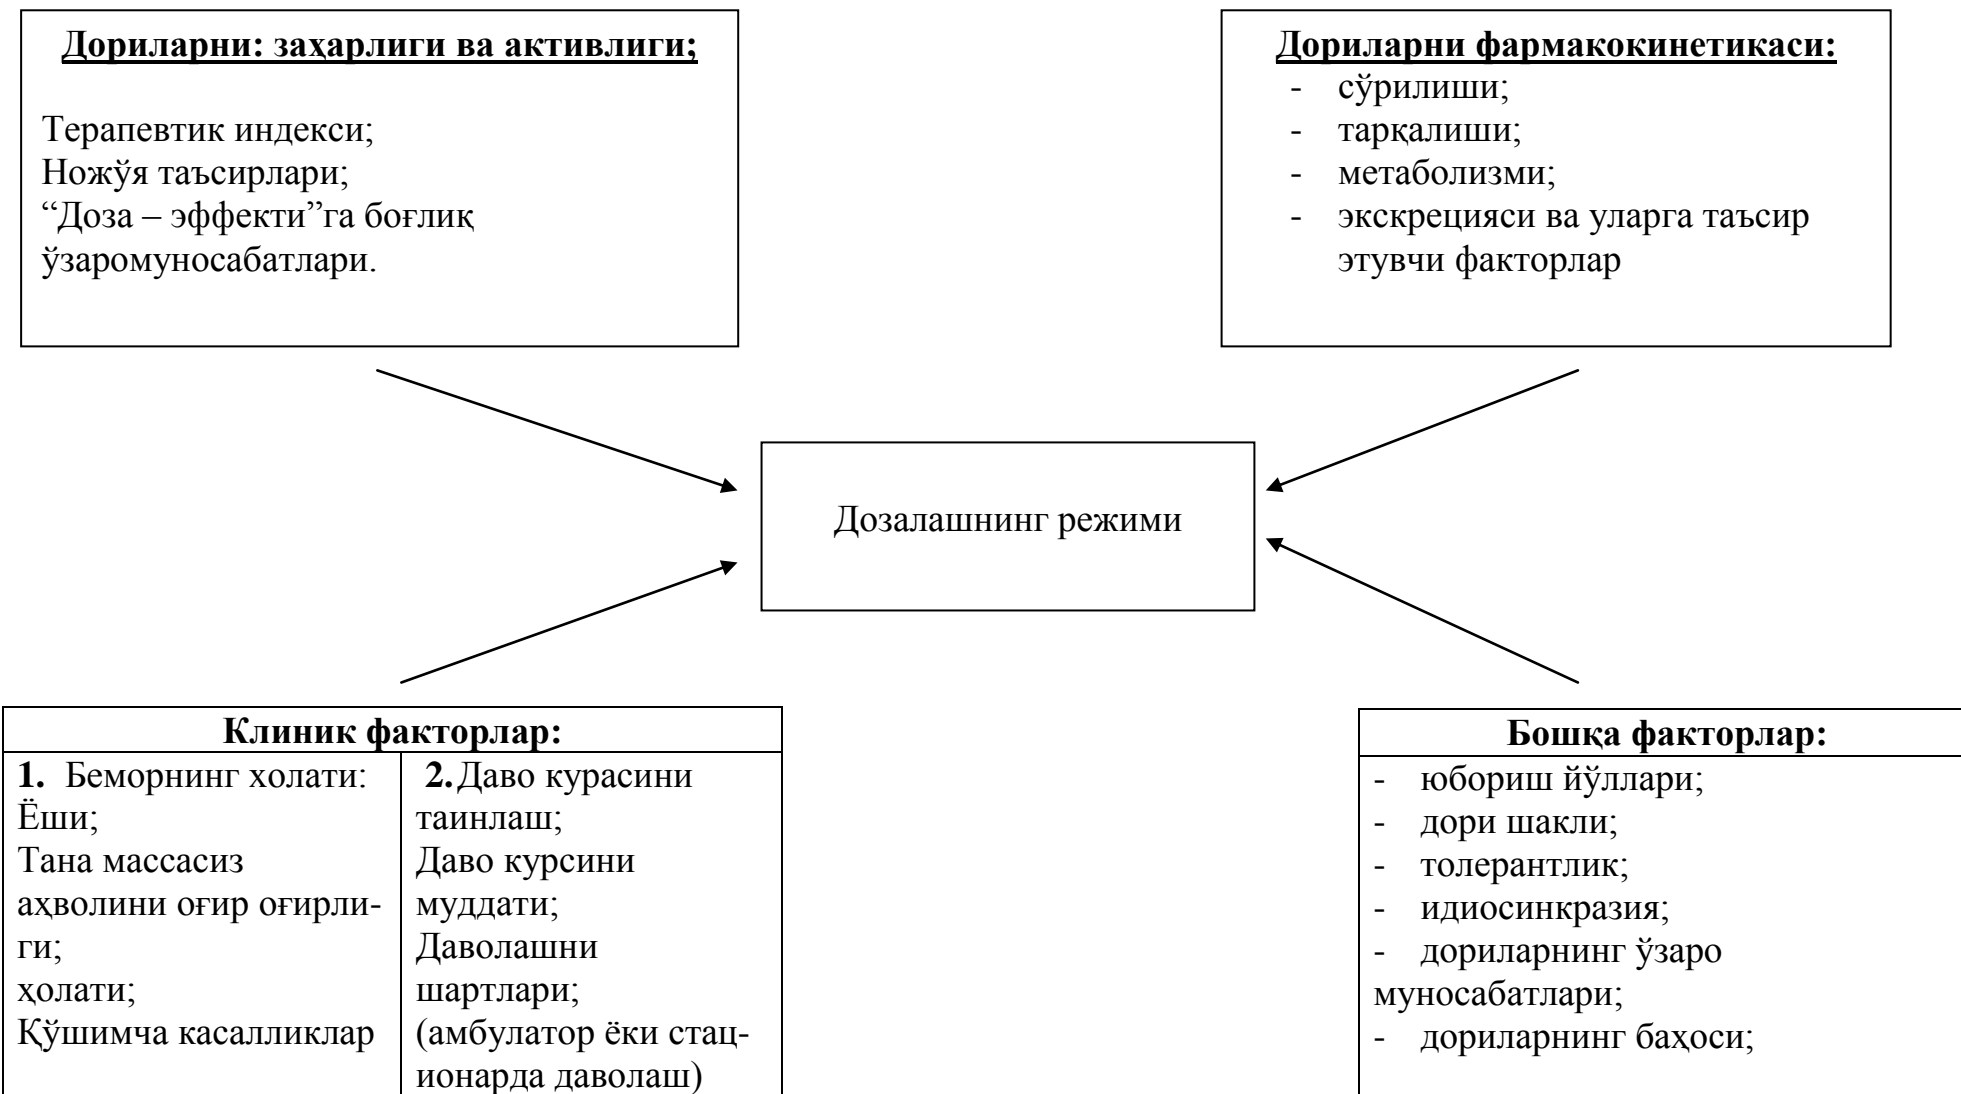 Дориларни: заҳарлиги ва активлиги;
Терапевтик индекси;
Ножўя таъсирлари;
“Доза – эффекти”га боғлиқ
ўзаромуносабатлари.
Дориларни фармакокинетикаси:
- сўрилиши;
- тарқалиши;
- метаболизми;
- экскрецияси ва уларга таъсир
этувчи факторлар
Дозалашнинг режими
Клиник факторлар:
1. Беморнинг холати:
Ёши;
Тана массасиз
аҳволини оғир оғирли-
ги;
ҳолати;
Қўшимча касалликлар
2. Даво курасини
таинлаш;
Даво курсини
муддати;
Даволашни
шартлари;
(амбулатор ёки стац-
ионарда даволаш)
Бошқа факторлар:
- юбориш йўллари;
- дори шакли;
- толерантлик;
- идиосинкразия;
- дориларнинг ўзаро
муносабатлари;
- дориларнинг баҳоси;